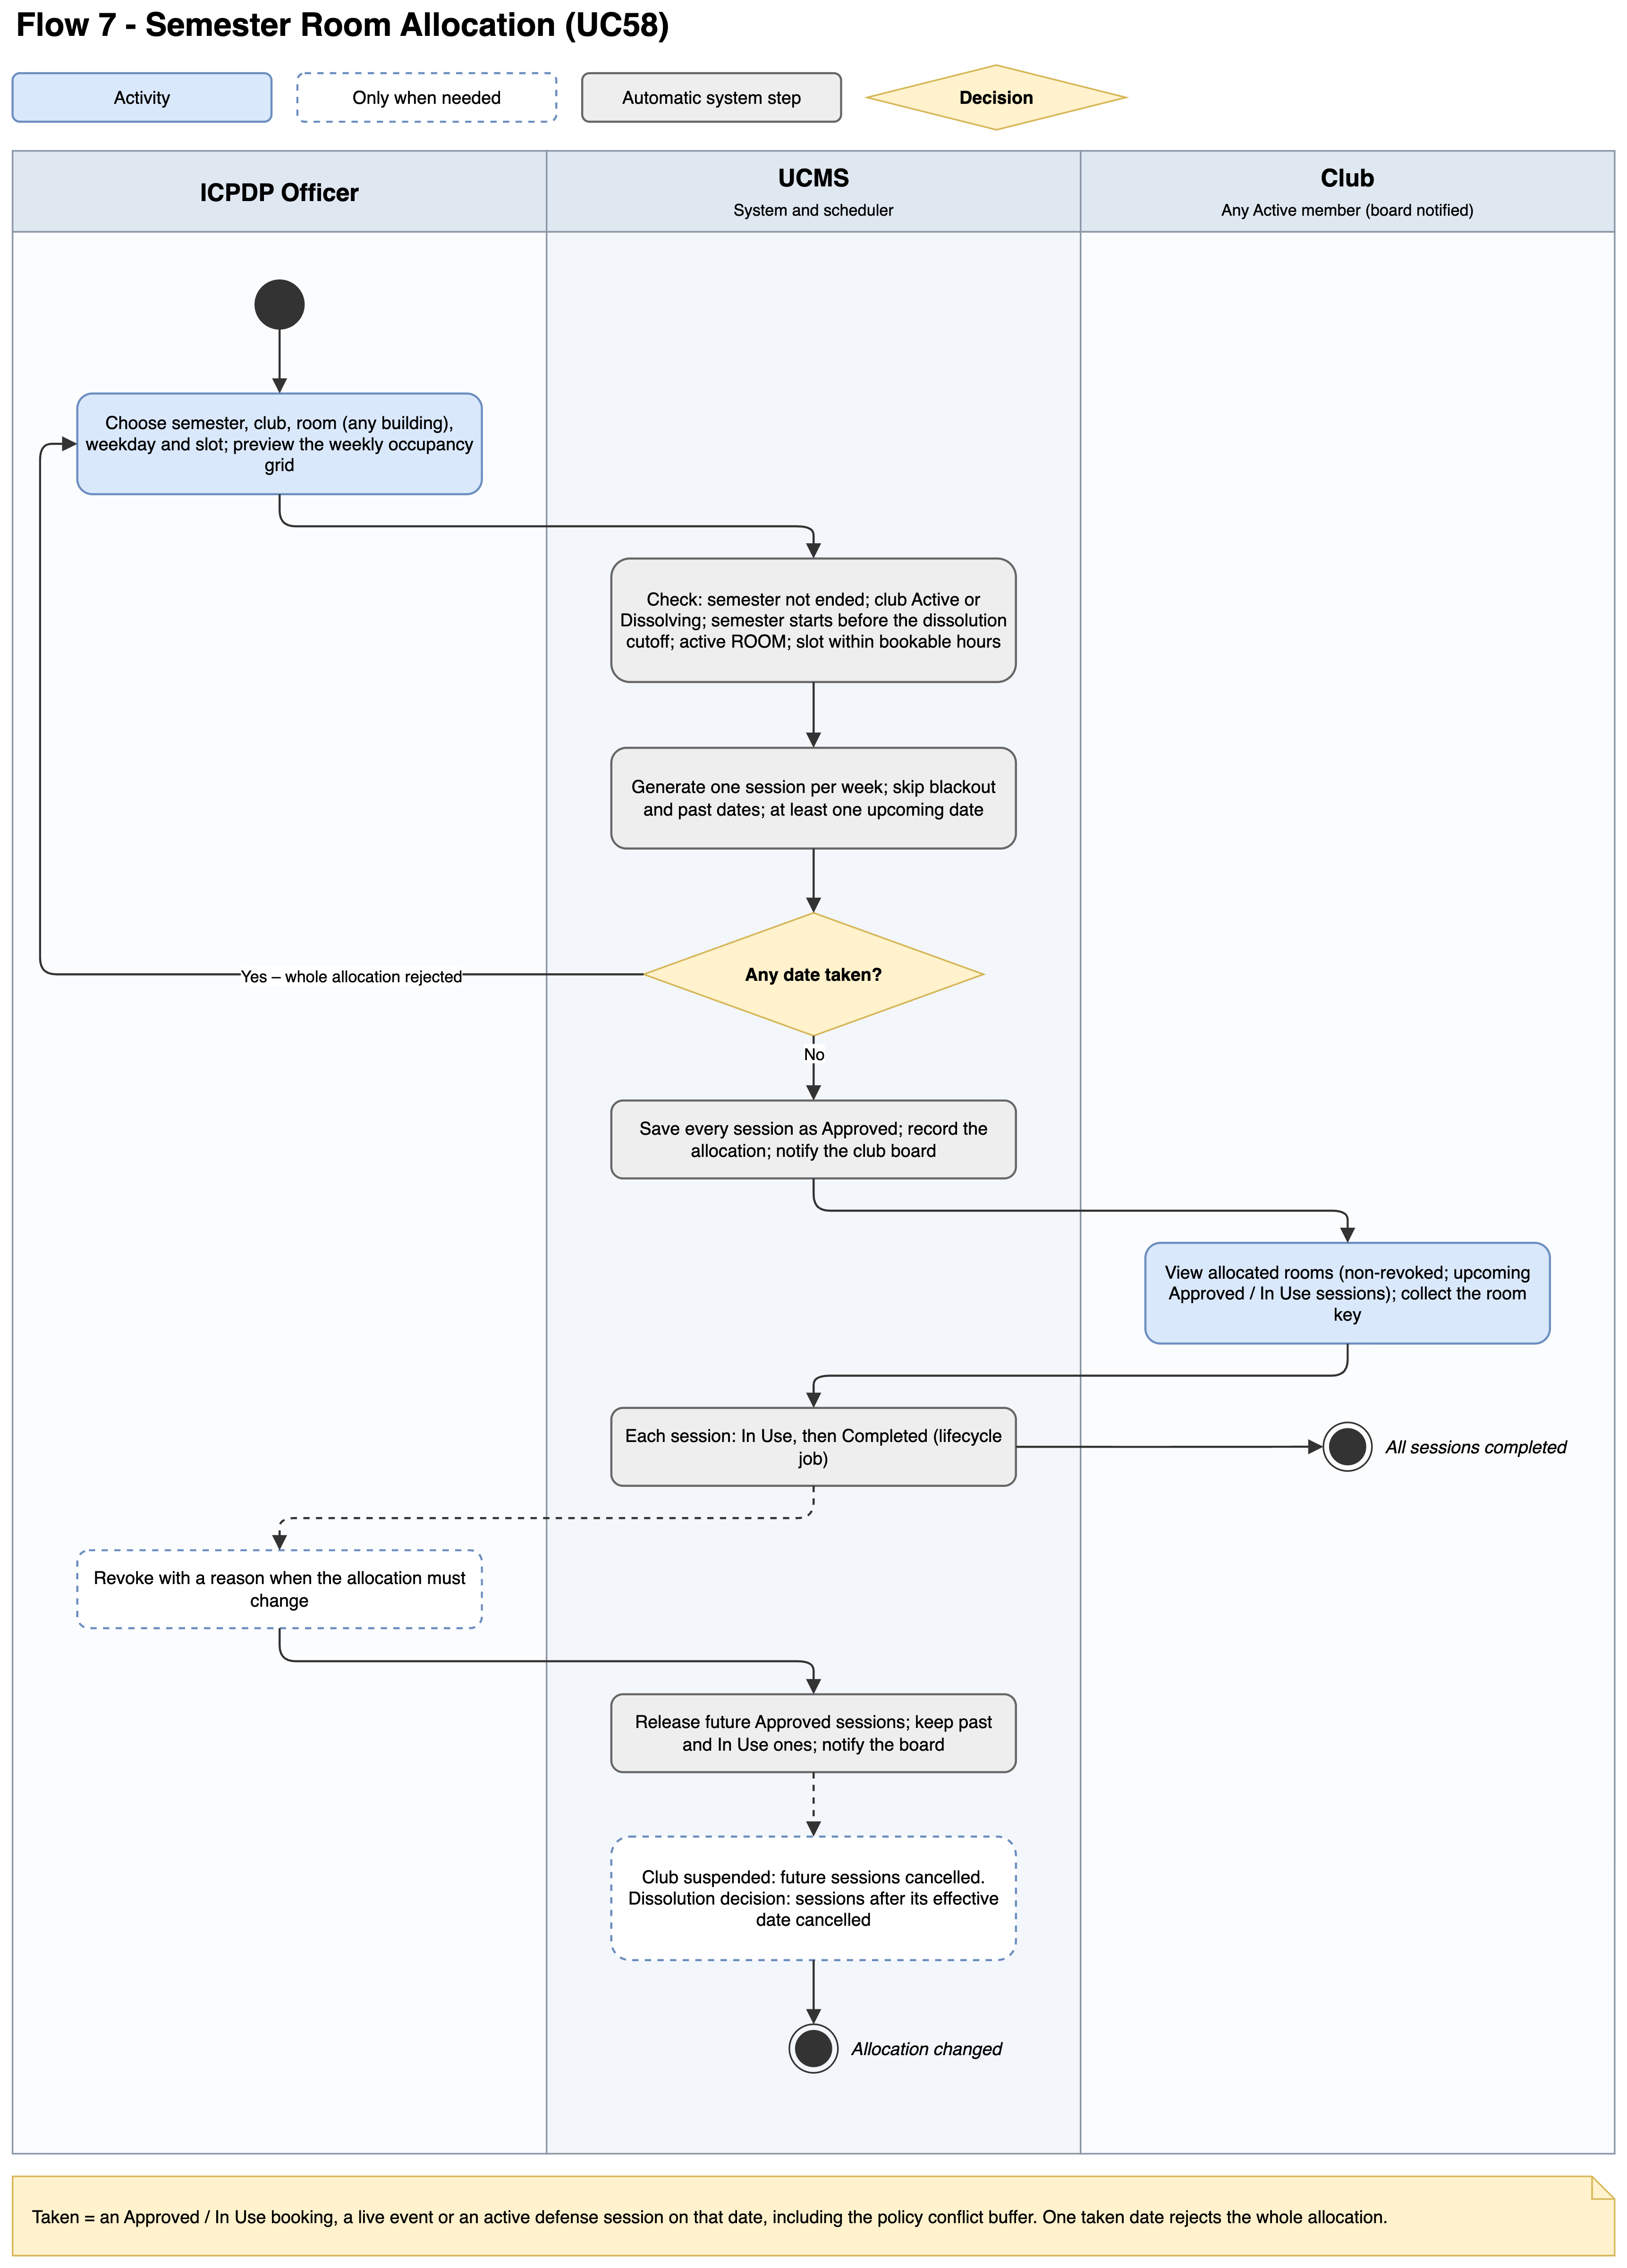 Flow 7 - Semester Room Allocation (UC58)
Activity
Only when needed
Automatic system step
Decision
ICPDP Officer
UCMS
System and scheduler
Club
Any Active member (board notified)
Choose semester, club, room (any building),
weekday and slot; preview the weekly occupancy
grid
Check: semester not ended; club Active or
Dissolving; semester starts before the dissolution
cutoff; active ROOM; slot within bookable hours
Generate one session per week; skip blackout
and past dates; at least one upcoming date
Any date taken?
Yes – whole allocation rejected
No
Save every session as Approved; record the
allocation; notify the club board
View allocated rooms (non-revoked; upcoming
Approved / In Use sessions); collect the room
key
Each session: In Use, then Completed (lifecycle
job)
All sessions completed
Revoke with a reason when the allocation must
change
Release future Approved sessions; keep past
and In Use ones; notify the board
Club suspended: future sessions cancelled.
Dissolution decision: sessions after its effective
date cancelled
Allocation changed
Taken = an Approved / In Use booking, a live event or an active defense session on that date, including the policy conflict buffer. One taken date rejects the whole allocation.